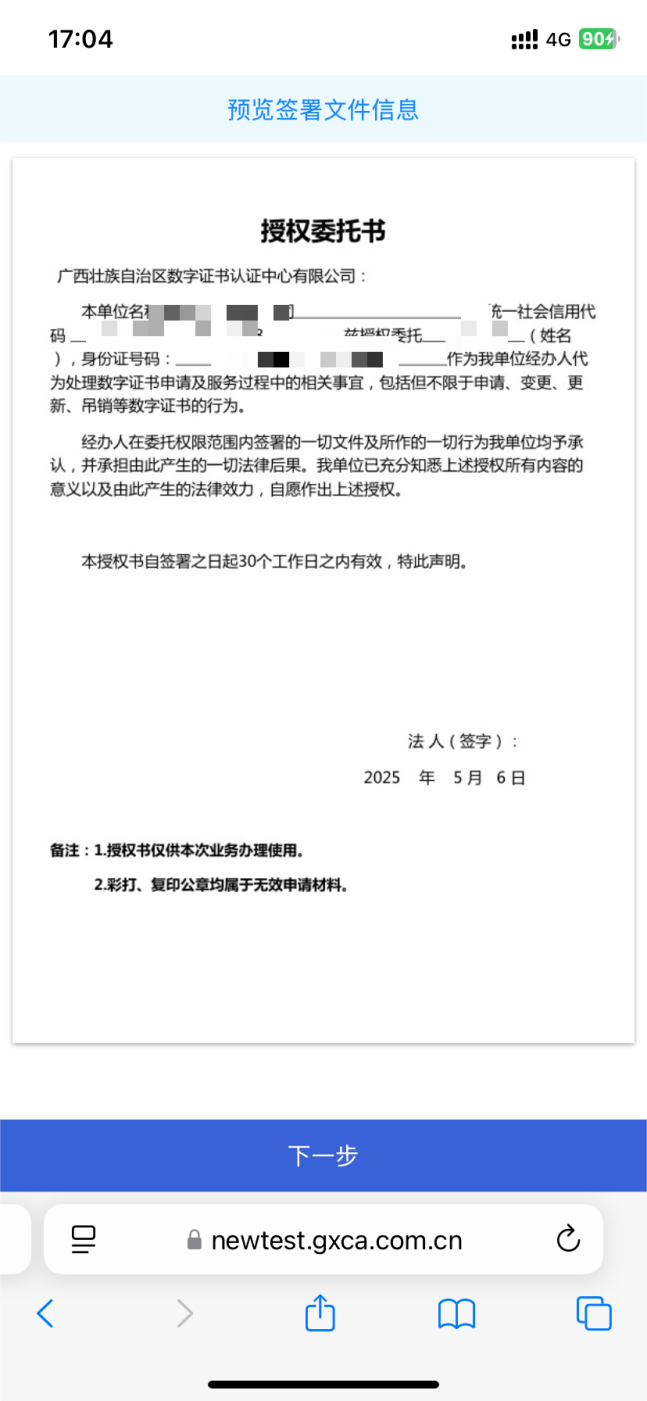 17:04
4G 90
预览签署文件信息
授权委托书
广西壮族自治区数字证书认证中心有限公司：
本单位名称 统一社会信用代
码 兹授权委托 （姓名
），身份证号码： 作为我单位经办人代
为处理数字证书申请及服务过程中的相关事宜，包括但不限于申请、变更、更
新、吊销等数字证书的行为。
经办人在委托权限范围内签署的一切文件及所作的一切行为我单位均予承
认，并承担由此产生的一切法律后果。我单位已充分知悉上述授权所有内容的
意义以及由此产生的法律效力，自愿作出上述授权。
本授权书自签署之日起30个工作日之内有效，特此声明。
法 人（签字）：
2025 年 5 月 6 日
备注：1.授权书仅供本次业务办理使用。
2.彩打、复印公章均属于无效申请材料。
下一步
newtest.gxca.com.cn